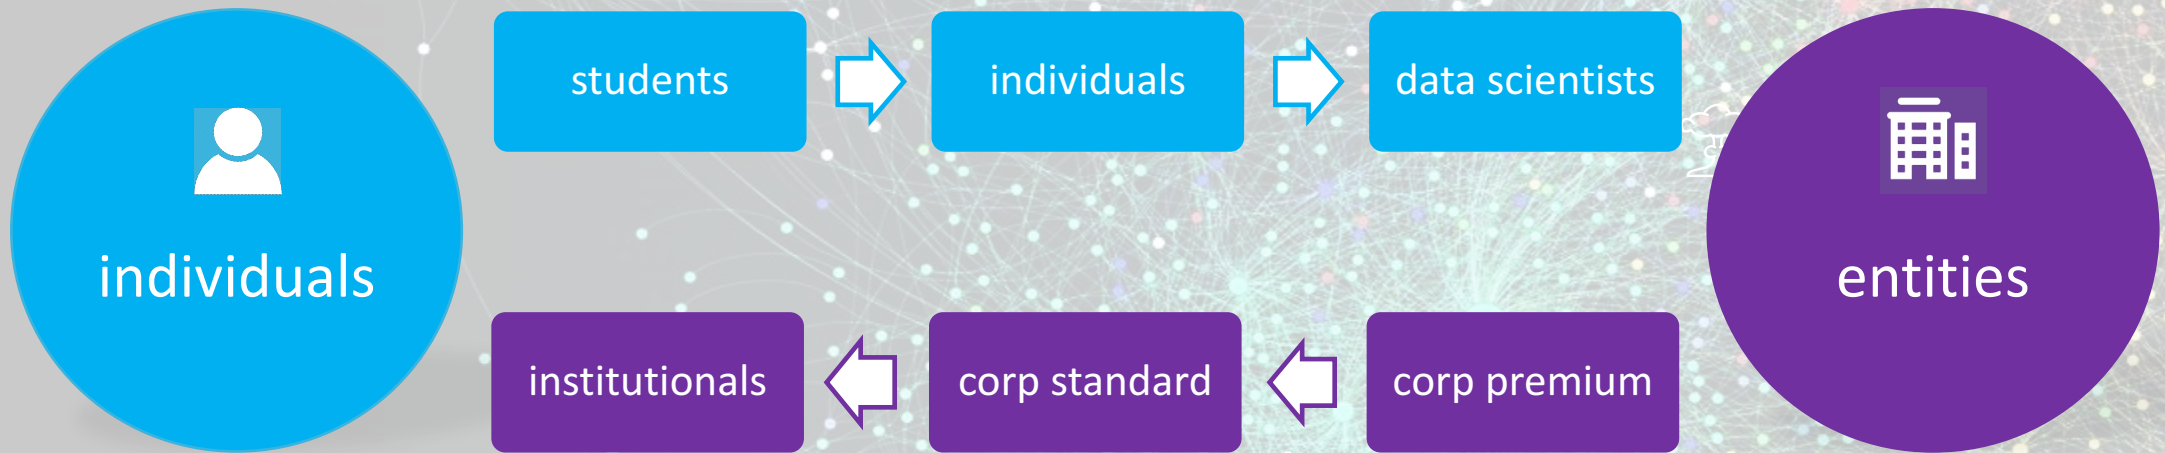 individuals
students
individuals
data scientists
institutionals
corp standard
corp premium
entities